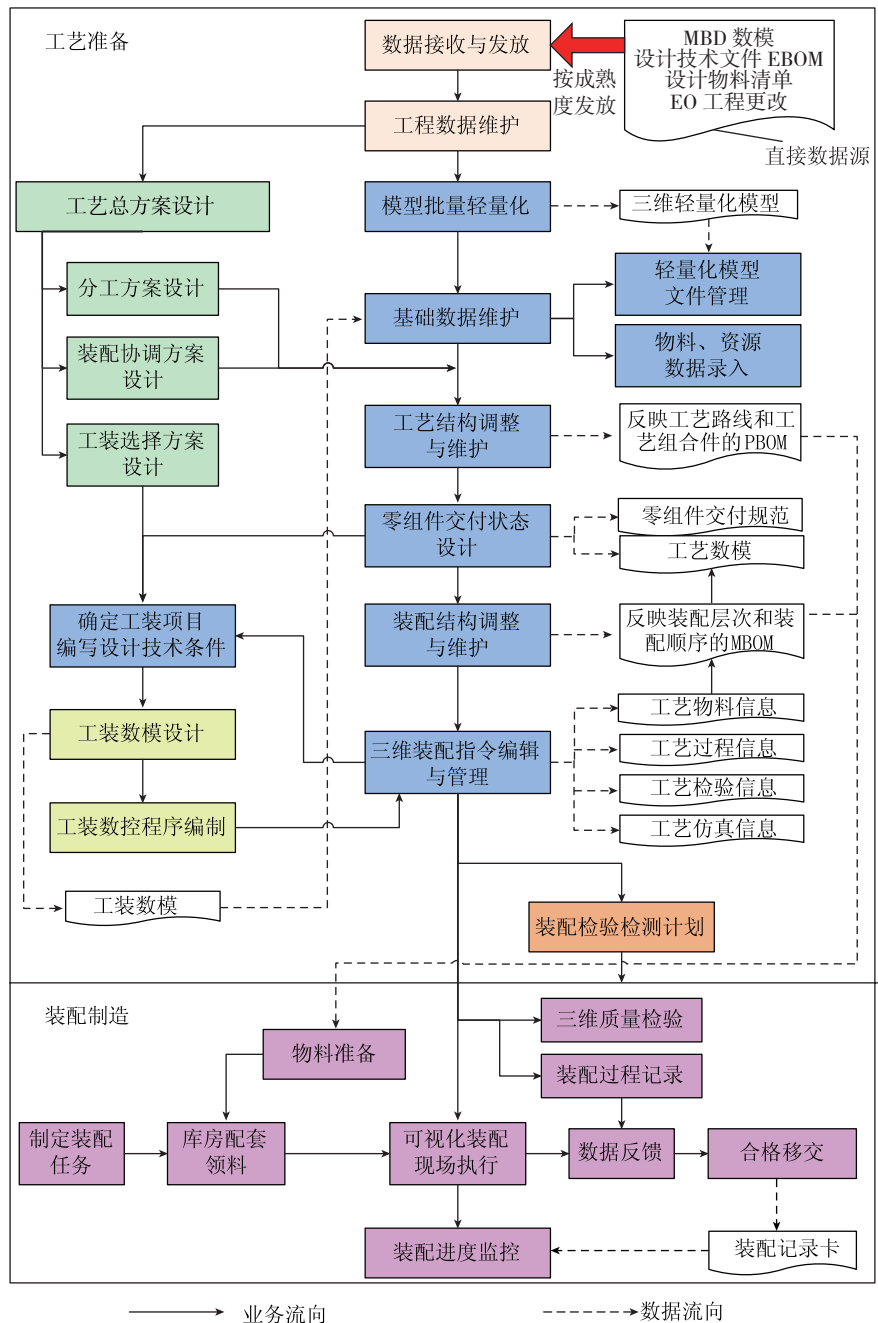 工艺准备
数据接收与发放
MBD 数模
设计技术文件 EBOM
设计物料清单
EO 工程更改
按成熟
度发放
直接数据源
工程数据维护
工艺总方案设计
模型批量轻量化
三维轻量化模型
分工方案设计
轻量化模型
文件管理
基础数据维护
装配协调方案
设计
物料、资源
数据录入
工装选择方案
设计
工艺结构调整
与维护
反映工艺路线和工
艺组合件的PBOM
零组件交付状态
设计
零组件交付规范
工艺数模
确定工装项目
编写设计技术条件
装配结构调整
与维护
反映装配层次和装
配顺序的MBOM
工装数模设计
三维装配指令编辑
与管理
工艺物料信息
工艺过程信息
工艺检验信息
工艺仿真信息
工装数控程序编制
工装数模
装配检验检测计划
装配制造
三维质量检验
物料准备
装配过程记录
制定装配
任务
库房配套
领料
可视化装配
现场执行
数据反馈
合格移交
装配进度监控
装配记录卡
业务流向
数据流向